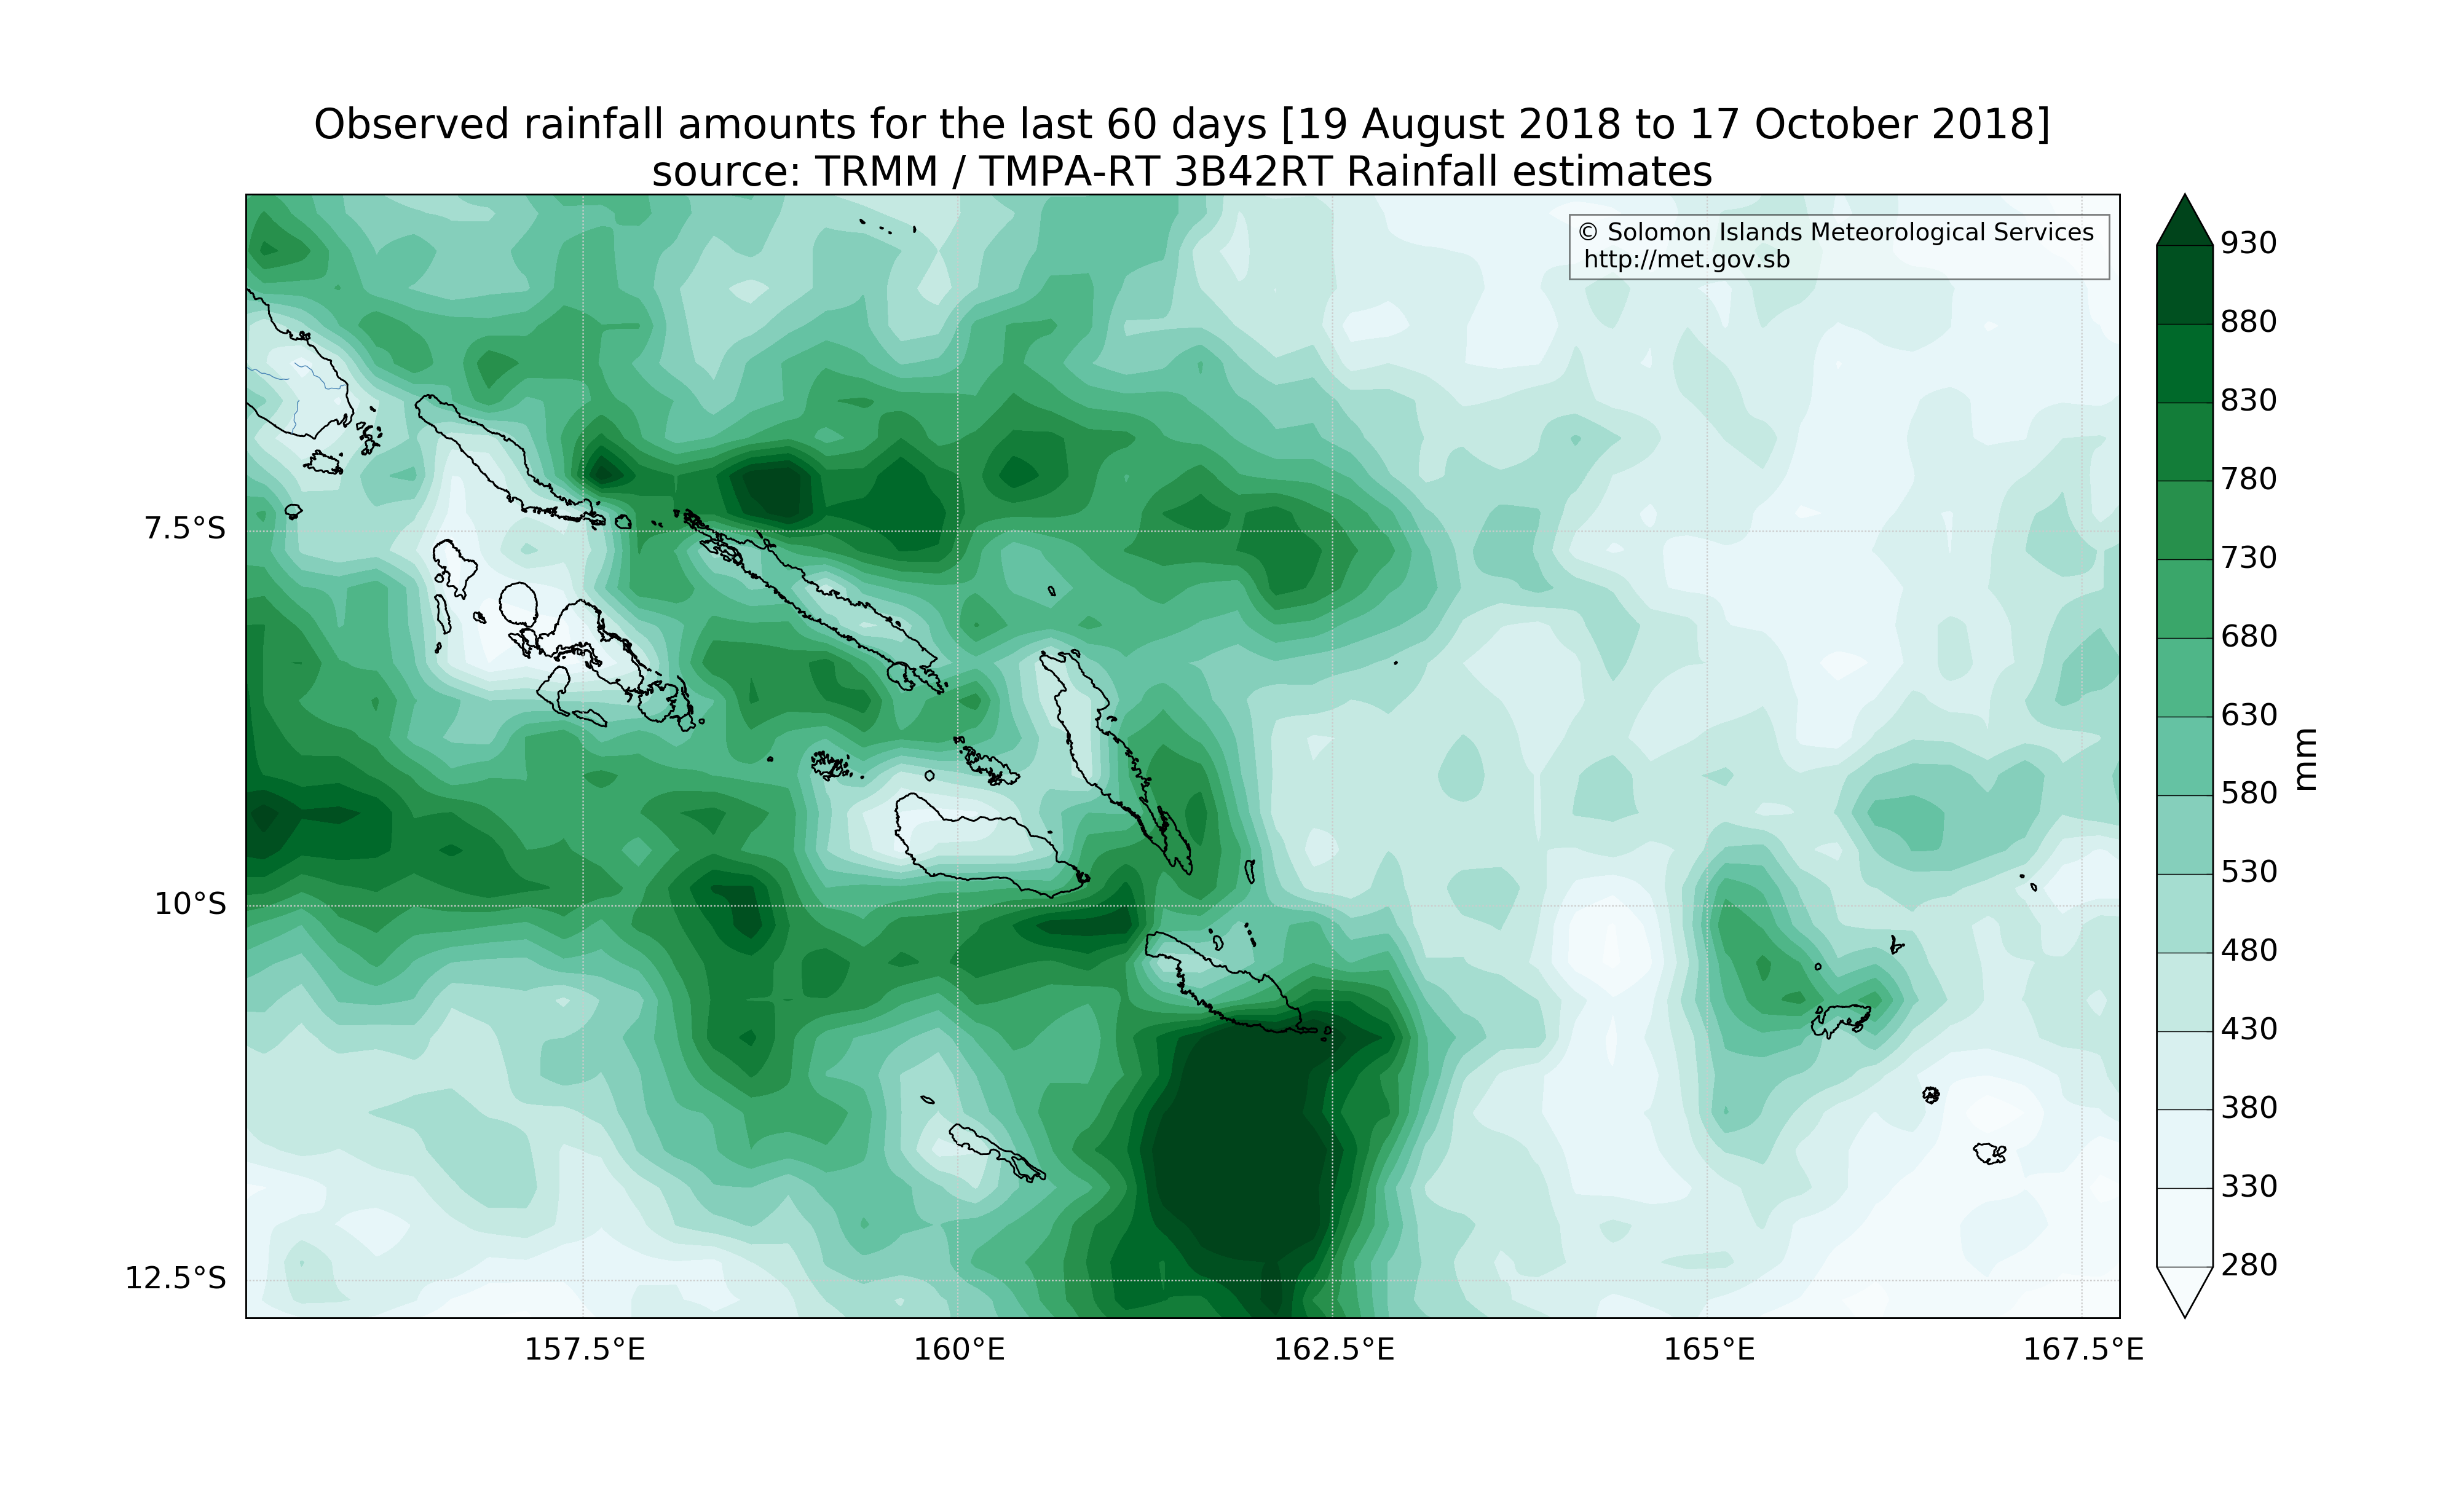 Observed rainfall amounts for the last 60 days [19 August 2018 to 17 October 2018]
source: TRMM / TMPA-RT 3B42RT Rainfall estimates
© Solomon Islands Meteorological Services
http://met.gov.sb
7.5°S
10°S
12.5°S
157.5°E
160°E
162.5°E
165°E
167.5°E
930
880
830
780
730
680
630
580
530
480
430
380
330
280
mm